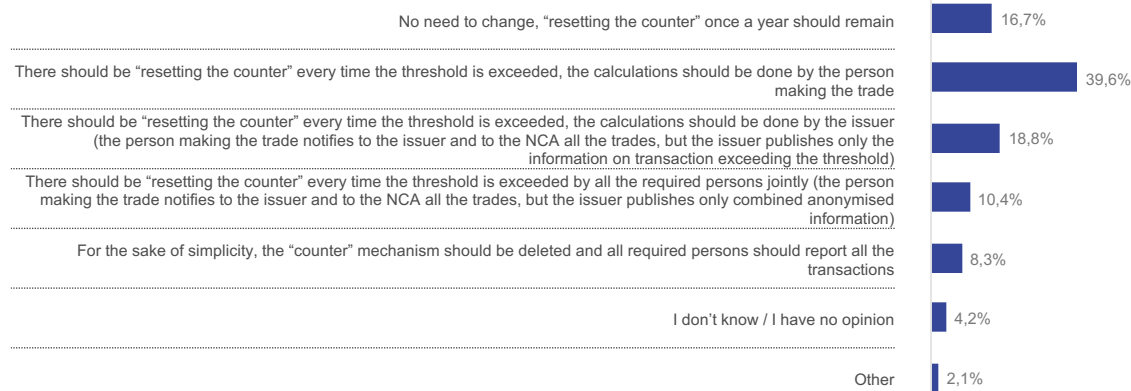 No need to change, “resetting the counter” once a year should remain
16,7%
There should be “resetting the counter” every time the threshold is exceeded, the calculations should be done by the person
making the trade
39,6%
There should be “resetting the counter” every time the threshold is exceeded, the calculations should be done by the issuer
(the person making the trade notifies to the issuer and to the NCA all the trades, but the issuer publishes only the
information on transaction exceeding the threshold)
18,8%
There should be “resetting the counter” every time the threshold is exceeded by all the required persons jointly (the person
making the trade notifies to the issuer and to the NCA all the trades, but the issuer publishes only combined anonymised
information)
10,4%
For the sake of simplicity, the “counter” mechanism should be deleted and all required persons should report all the
transactions
8,3%
I don’t know / I have no opinion
4,2%
Other
2,1%